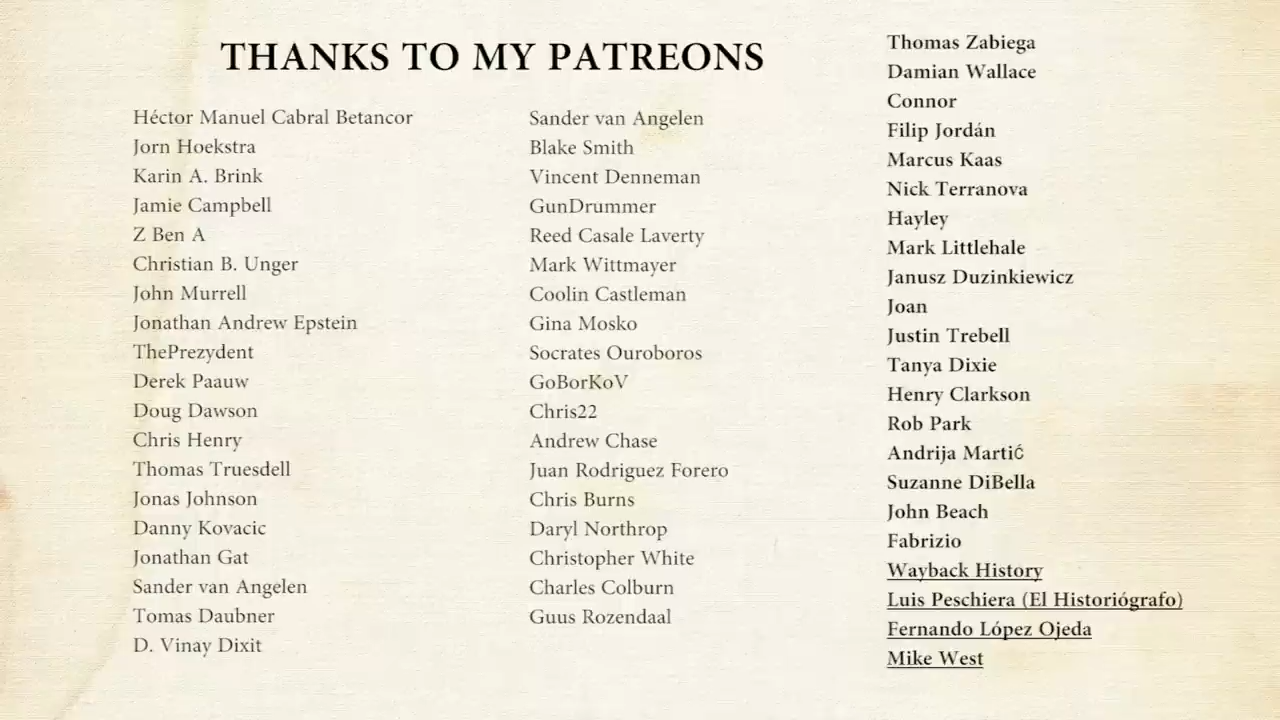 THANKS TO MY PATREONS
Héctor Manuel Cabral Betancor
Jorn Hoekstra
Karin A. Brink
Jamie Campbell
Z Ben A
Christian B. Unger
John Murrell
Jonathan Andrew Epstein
ThePrezydent
Derek Paauw
Doug Dawson
Chris Henry
Thomas Truesdell
Jonas Johnson
Danny Kovacic
Jonathan Gat
Sander van Angelen
Tomas Daubner
D. Vinay Dixit
Sander van Angelen
Blake Smith
Vincent Denneman
GunDrummer
Reed Casale Laverty
Mark Wittmayer
Coolin Castleman
Gina Mosko
Socrates Ouroboros
GoBorKoV
Chris22
Andrew Chase
Juan Rodriguez Forero
Chris Burns
Daryl Northrop
Christopher White
Charles Colburn
Guus Rozendaal
Thomas Zabiega
Damian Wallace
Connor
Filip Jordán
Marcus Kaas
Nick Terranova
Hayley
Mark Littlehale
Janusz Duzinkiewicz
Joan
Justin Trebell
Tanya Dixie
Henry Clarkson
Rob Park
Andrija Martić
Suzanne DiBella
John Beach
Fabrizio
Wayback History
Luis Peschiera (El Historiógrafo)
Fernando López Ojeda
Mike West